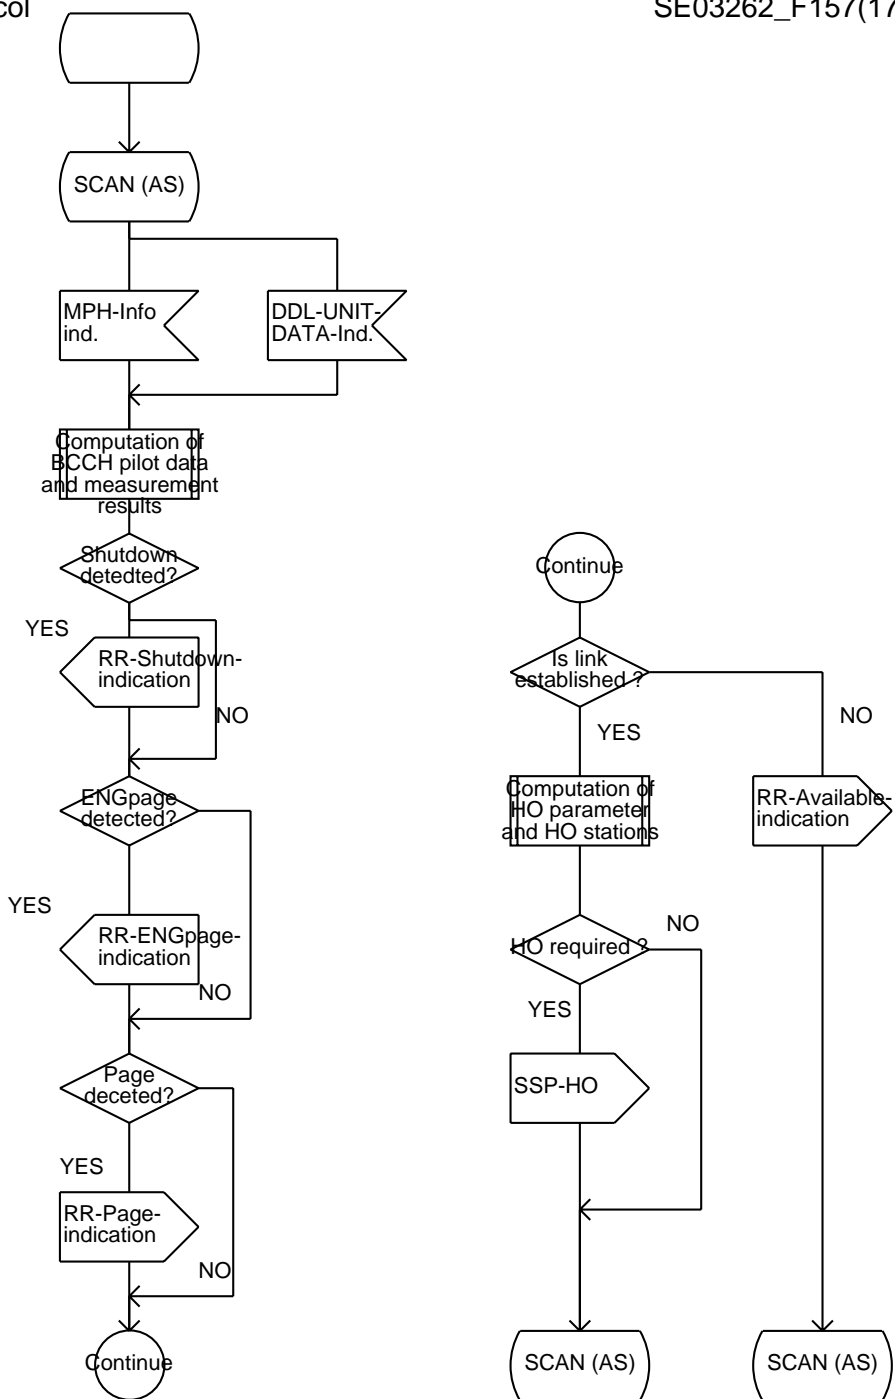 col
SE03262_F157(17
SCAN (AS)
MPH-Info
ind.
DDL-UNIT-
DATA-Ind.
Computation of
BCCH pilot data
and measurement
results
Shutdown
detedted?
YES
RR-Shutdown-
indication
NO
ENGpage
detected?
YES
RR-ENGpage-
indication
NO
Page
deceted?
YES
RR-Page-
indication
NO
Continue
Continue
Is link
established ?
YES
NO
Computation of
HO parameter
and HO stations
RR-Available-
indication
HO required ?
NO
YES
SSP-HO
SCAN (AS)
SCAN (AS)